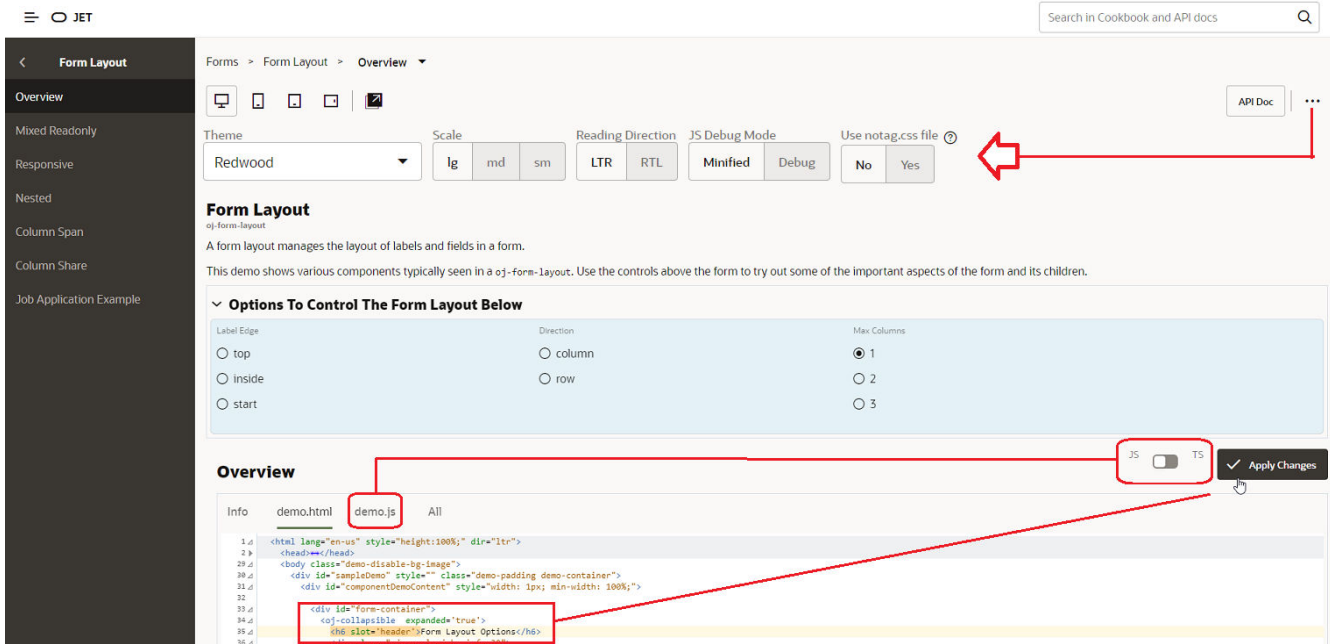 JET
Search in Cookbook and API docs
Form Layout
Forms > Form Layout > Overview
Overview
Mixed Readonly
Responsive
Nested
Column Span
Column Share
Job Application Example
API Doc
Theme Scale Reading Direction JS Debug Mode Use notag.css file
Redwood lg md sm LTR RTL Minified Debug No Yes
Form Layout
oj-form-layout
A form layout manages the layout of labels and fields in a form.
This demo shows various components typically seen in a oj-form-layout. Use the controls above the form to try out some of the important aspects of the form and its children.
Options To Control The Form Layout Below
Label Edge Direction Max Columns
top column 1
inside row 2
start 3
JS TS
Apply Changes
Overview
Info demo.html demo.js All
1 <html lang="en-us" style="height:100%;" dir="ltr">
2 <head></head>
29 <body class="demo-disable-bg-image">
30 <div id="sampleDemo" style="" class="demo-padding demo-container">
31 <div id="componentDemoContent" style="width: 1px; min-width: 100%;">
32
33 <div id="form-container">
34 <oj-collapsible expanded='true'>
35 <h6 slot='header'>Form Layout Options</h6>